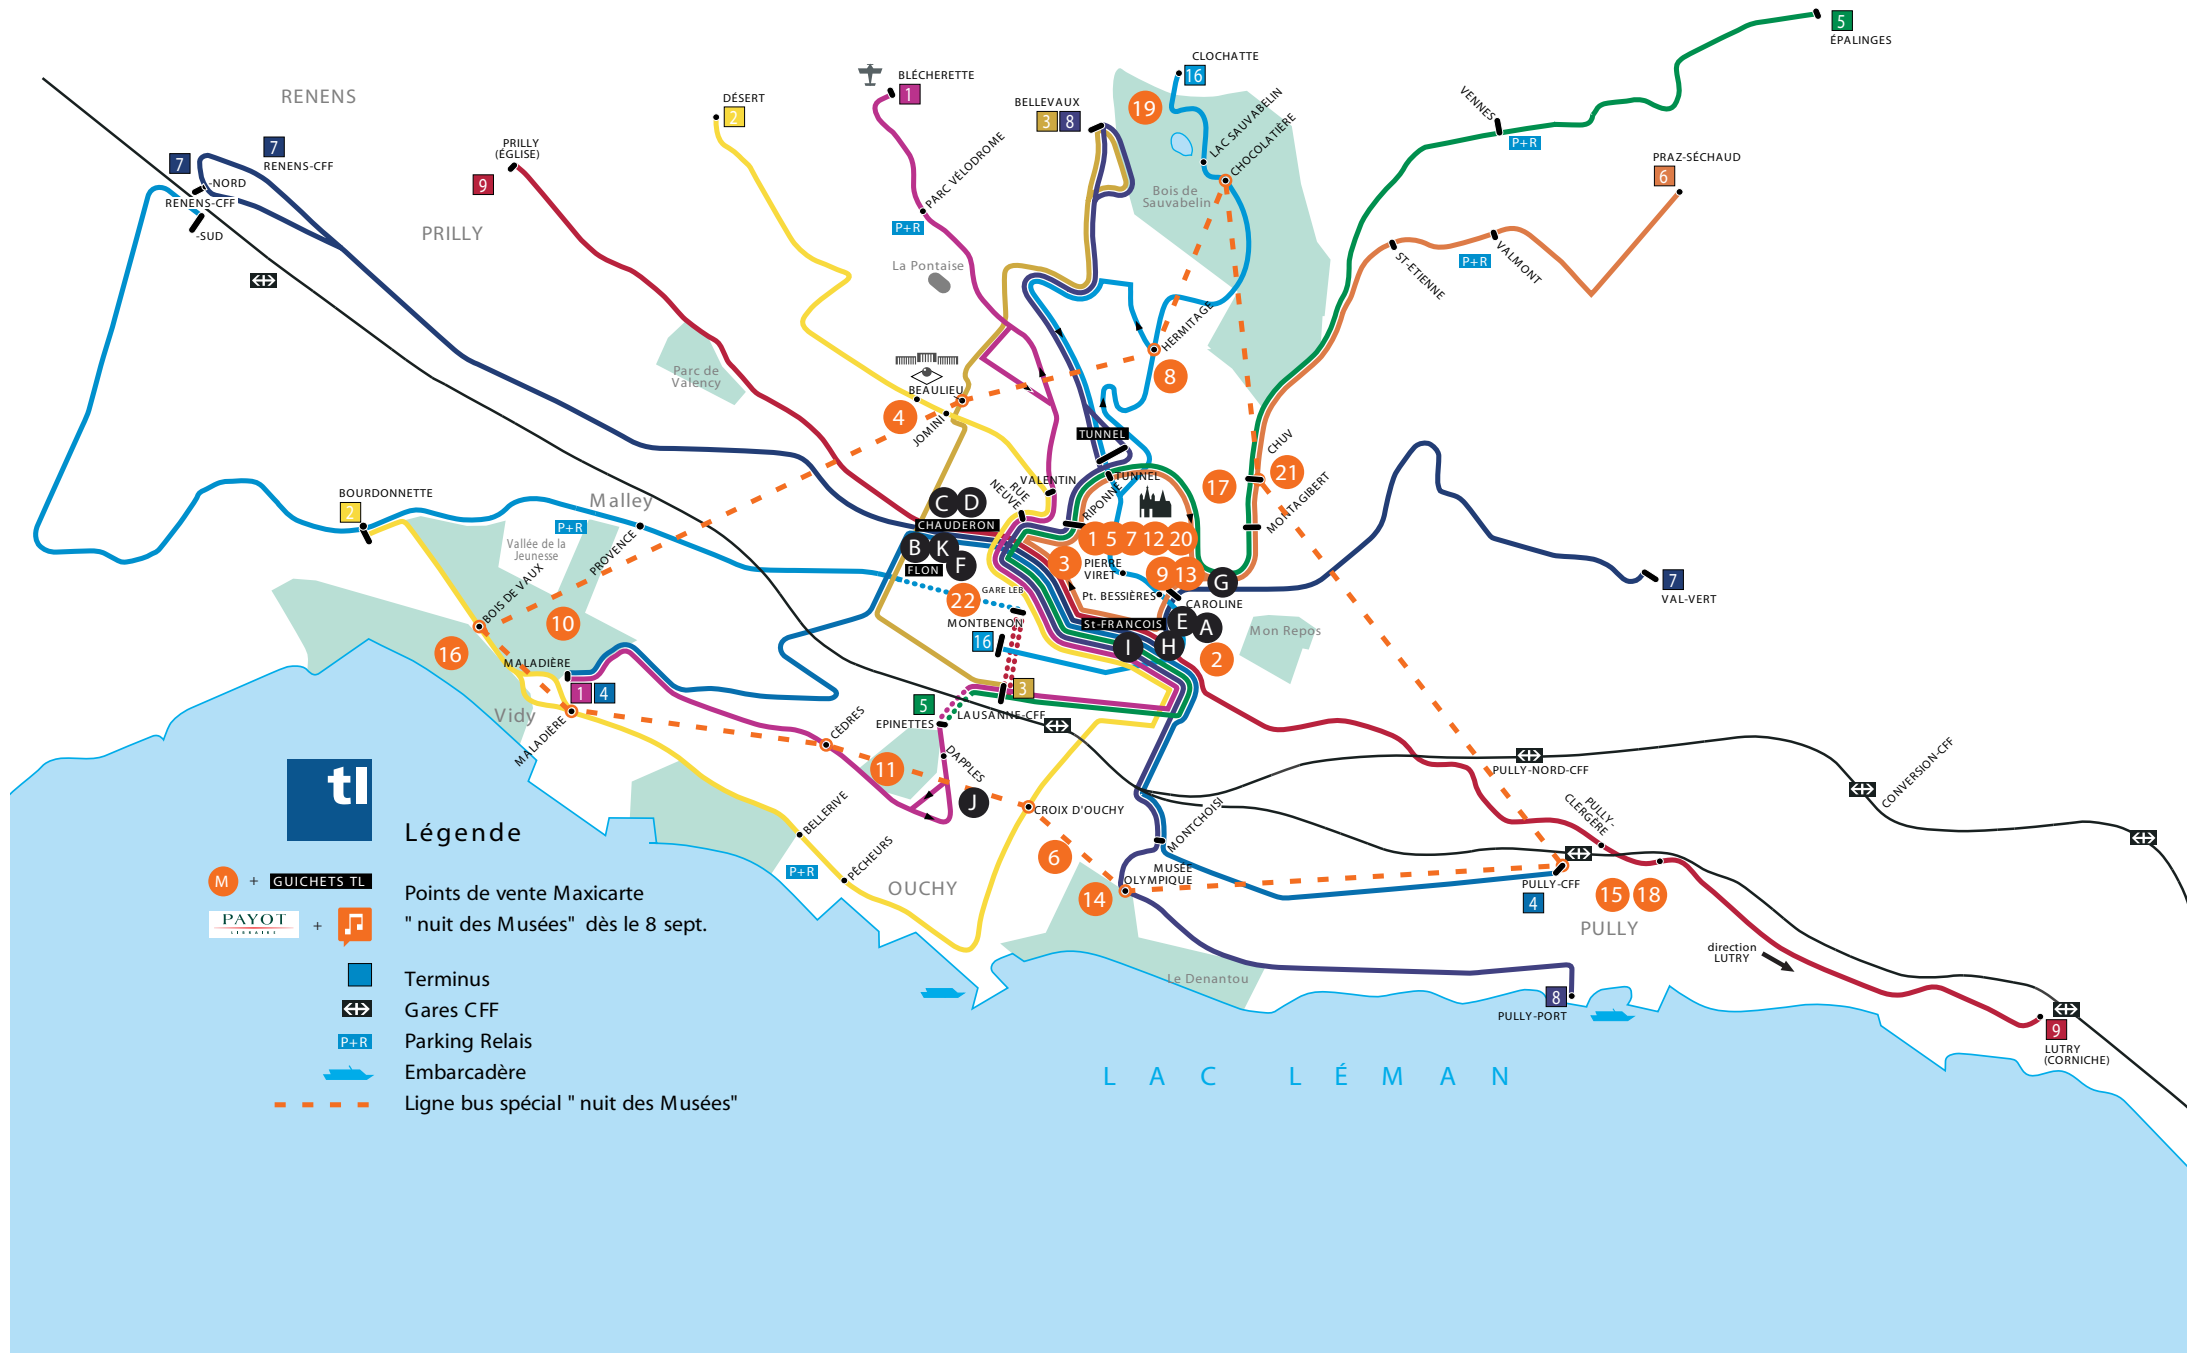 5
ÉPALINGES
CLOCHATTE
16
BLÉCHERETTE
1
RENENS
DÉSERT
2
BELLEVAUX
3 8
19
LAC SAUVABELIN
CHOCOLATIÈRE
VENNES
P+R
7
7
RENENS-CFF
-NORD
RENENS-CFF
-SUD
PRILLY
(ÉGLISE)
9
PARC VÉLODROME
P+R
Bois de
Sauvabelin
PRAZ-SÉCHAUD
6
PRILLY
La Pontaise
ST-ETIENNE
P+R
VALMONT
HERMITAGE
8
Parc de
Valency
BEAULIEU
4
JOMINI
TUNNEL
CHUV
21
17
MONTAGIBERT
VALENTIN
RUE
NEUVE
TUNNEL
RIPONNE
BOURDONNETTE
2
Malley
P+R
C D
CHAUDERON
B K
FLON
F
Vallée de la
Jeunesse
PROVENCE
1 5 7 12 20
3
PIERRE
VIRET
9 13
G
Pt. BESSIÈRES
CAROLINE
7
VAL-VERT
GARE LEB
22
MONTBENON
16
St-FRANCOIS
E A
I H
2
Mon Repos
BOIS DE VAUX
10
16
MALADIÈRE
1 4
Vidy
MALADIÈRE
3
LAUSANNE-CFF
5
EPINETTES
CÈDRES
DAPPLES
11
J
CROIX D'OUCHY
PULLY-NORD-CFF
CONVERSION-CFF
PULLY-
CLERGÈRE
BELLERIVE
MONTCHOISI
6
P+R
PÊCHEURS
OUCHY
MUSÉE
OLYMPIQUE
14
PULLY-CFF
4
15 18
PULLY
direction
LUTRY
Le Denantou
8
PULLY-PORT
9
LUTRY
(CORNICHE)
LAC LÉMAN
tl
Légende
M + GUICHETS TL
PAYOT
LIBRAIRE
+
Points de vente Maxicarte
" nuit des Musées" dès le 8 sept.
Terminus
Gares CFF
P+R
Parking Relais
Embarcadère
Ligne bus spécial " nuit des Musées"